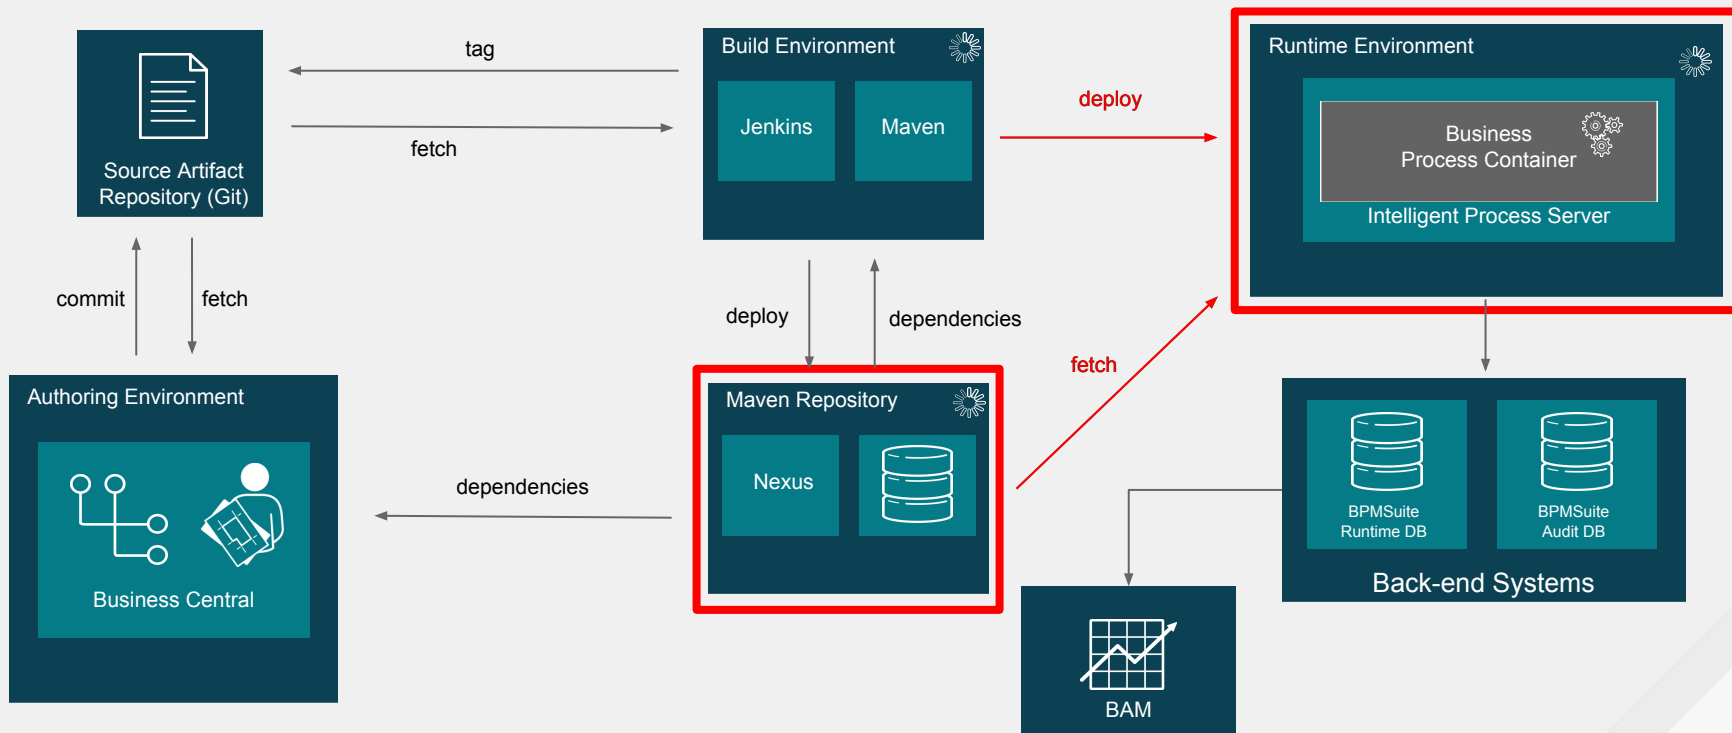 tag
fetch
Source Artifact
Repository (Git)
Build Environment
Jenkins
Maven
deploy
Runtime Environment
Business
Process Container
Intelligent Process Server
commit
fetch
deploy
dependencies
fetch
Authoring Environment
Business Central
dependencies
Maven Repository
Nexus
BPMSuite
Runtime DB
BPMSuite
Audit DB
Back-end Systems
BAM